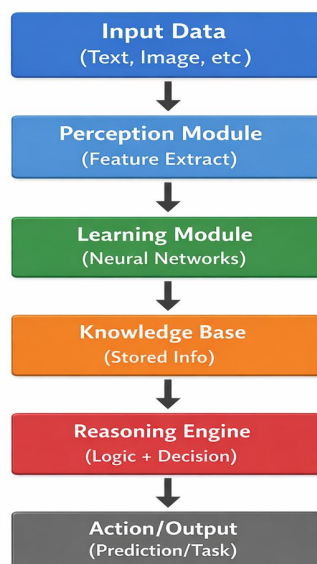 Input Data
(Text, Image, etc)
Perception Module
(Feature Extract)
Learning Module
(Neural Networks)
Knowledge Base
(Stored Info)
Reasoning Engine
(Logic + Decision)
Action/Output
(Prediction/Task)